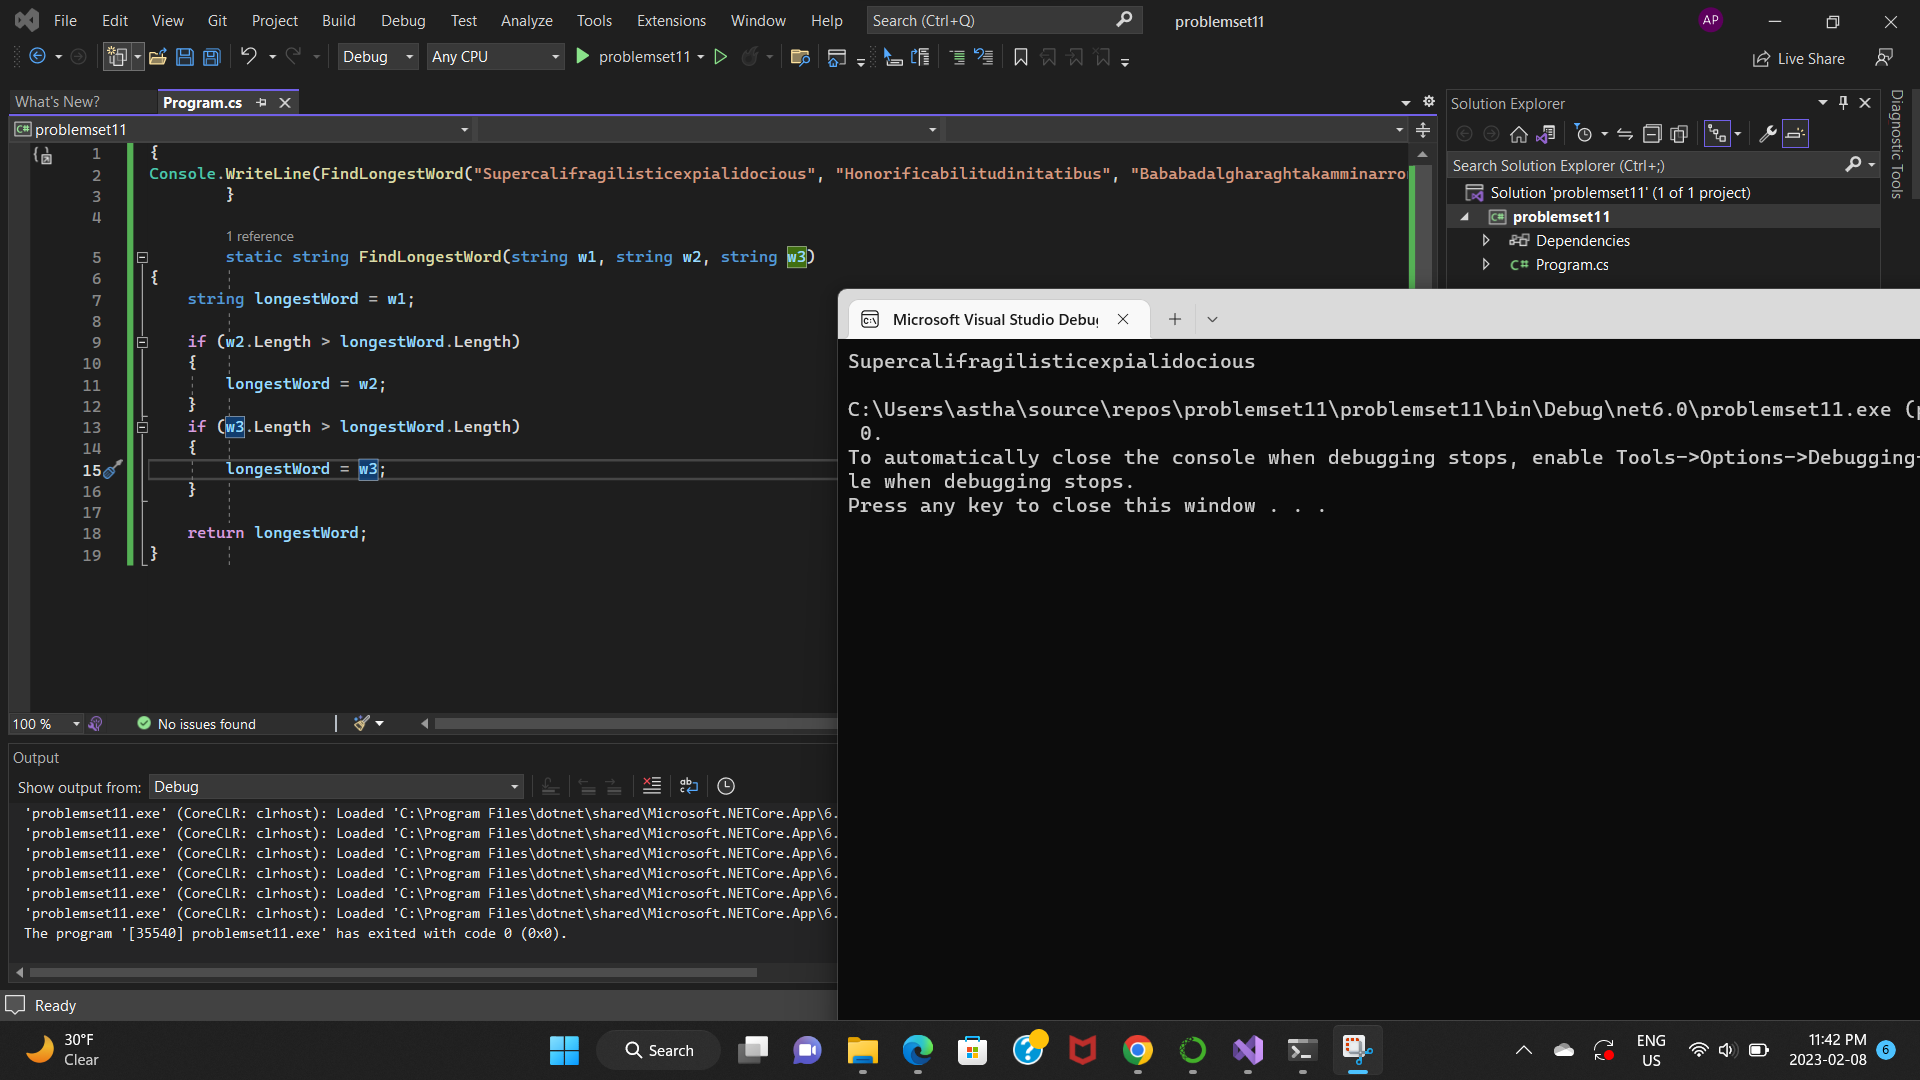 File Edit View Git Project Build Debug Test Analyze Tools Extensions Window Help Search (Ctrl+Q) problemset11 AP
Debug Any CPU problemset11 Live Share
What's New? Program.cs
problemset11
1 {
2 Console.WriteLine(FindLongestWord("Supercalifragilisticexpialidocious", "Honorificabilitudinitatibus", "Bababadalgharaghtakamminarro
3 }
4
1 reference
5 static string FindLongestWord(string w1, string w2, string w3)
6 {
7 string longestWord = w1;
8
9 if (w2.Length > longestWord.Length)
10 {
11 longestWord = w2;
12 }
13 if (w3.Length > longestWord.Length)
14 {
15 longestWord = w3;
16 }
17
18 return longestWord;
19 }
100 % No issues found
Output
Show output from: Debug
'problemset11.exe' (CoreCLR: clrhost): Loaded 'C:\Program Files\dotnet\shared\Microsoft.NETCore.App\6.
'problemset11.exe' (CoreCLR: clrhost): Loaded 'C:\Program Files\dotnet\shared\Microsoft.NETCore.App\6.
'problemset11.exe' (CoreCLR: clrhost): Loaded 'C:\Program Files\dotnet\shared\Microsoft.NETCore.App\6.
'problemset11.exe' (CoreCLR: clrhost): Loaded 'C:\Program Files\dotnet\shared\Microsoft.NETCore.App\6.
'problemset11.exe' (CoreCLR: clrhost): Loaded 'C:\Program Files\dotnet\shared\Microsoft.NETCore.App\6.
'problemset11.exe' (CoreCLR: clrhost): Loaded 'C:\Program Files\dotnet\shared\Microsoft.NETCore.App\6.
The program '[35540] problemset11.exe' has exited with code 0 (0x0).
Ready
Solution Explorer
Search Solution Explorer (Ctrl+;)
Solution 'problemset11' (1 of 1 project)
problemset11
Dependencies
C# Program.cs
Diagnostic Tools
Microsoft Visual Studio Debu
Supercalifragilisticexpialidocious
C:\Users\astha\source\repos\problemset11\problemset11\bin\Debug\net6.0\problemset11.exe (p
0.
To automatically close the console when debugging stops, enable Tools->Options->Debugging-
le when debugging stops.
Press any key to close this window . . .
30°F
Clear
Search
ENG
US
11:42 PM
2023-02-08
6